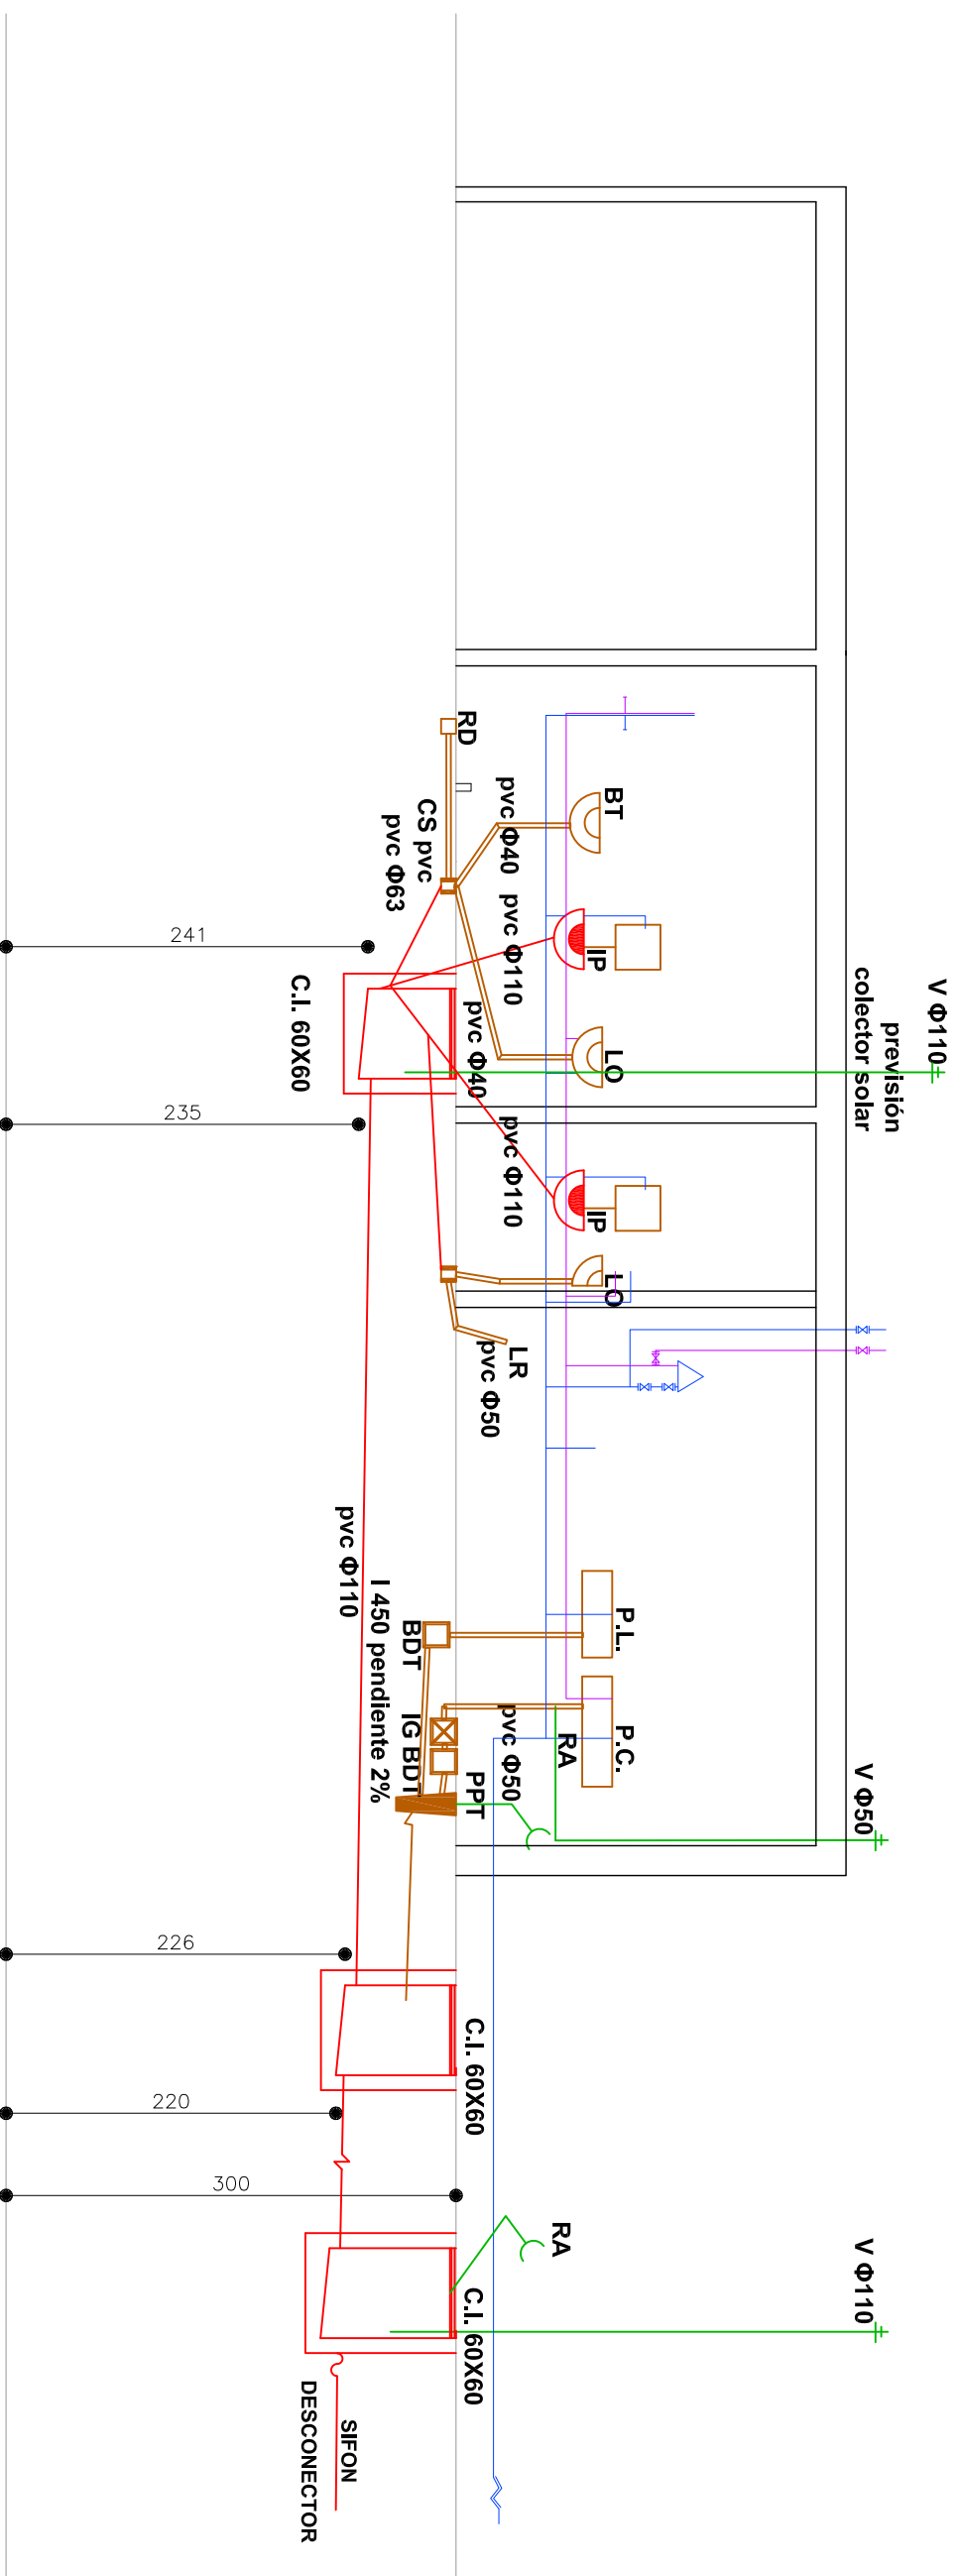 V Φ110
previsión
colector solar
V Φ50
V Φ110
BT
IP
LO
IP
LO
P.L.
P.C.
RD
pvc Φ40
pvc Φ110
pvc Φ40
pvc Φ110
LR
pvc Φ50
pvc Φ50
RA
RA
CS pvc
pvc Φ63
C.I. 60X60
pvc Φ110
I 450 pendiente 2%
BDT
IG BDT
PPT
C.I. 60X60
C.I. 60X60
SIFON
DESCONECTOR
241
235
226
220
300